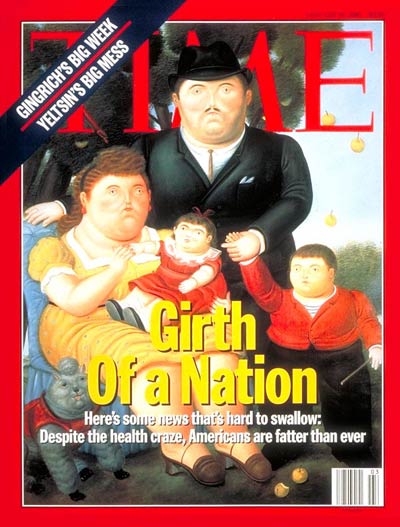 GINGRICH'S BIG WEEK
YELTSIN'S BIG MESS
TIME
Girth
Of a Nation
Here's some news that's hard to swallow:
Despite the health craze, Americans are fatter than ever
03